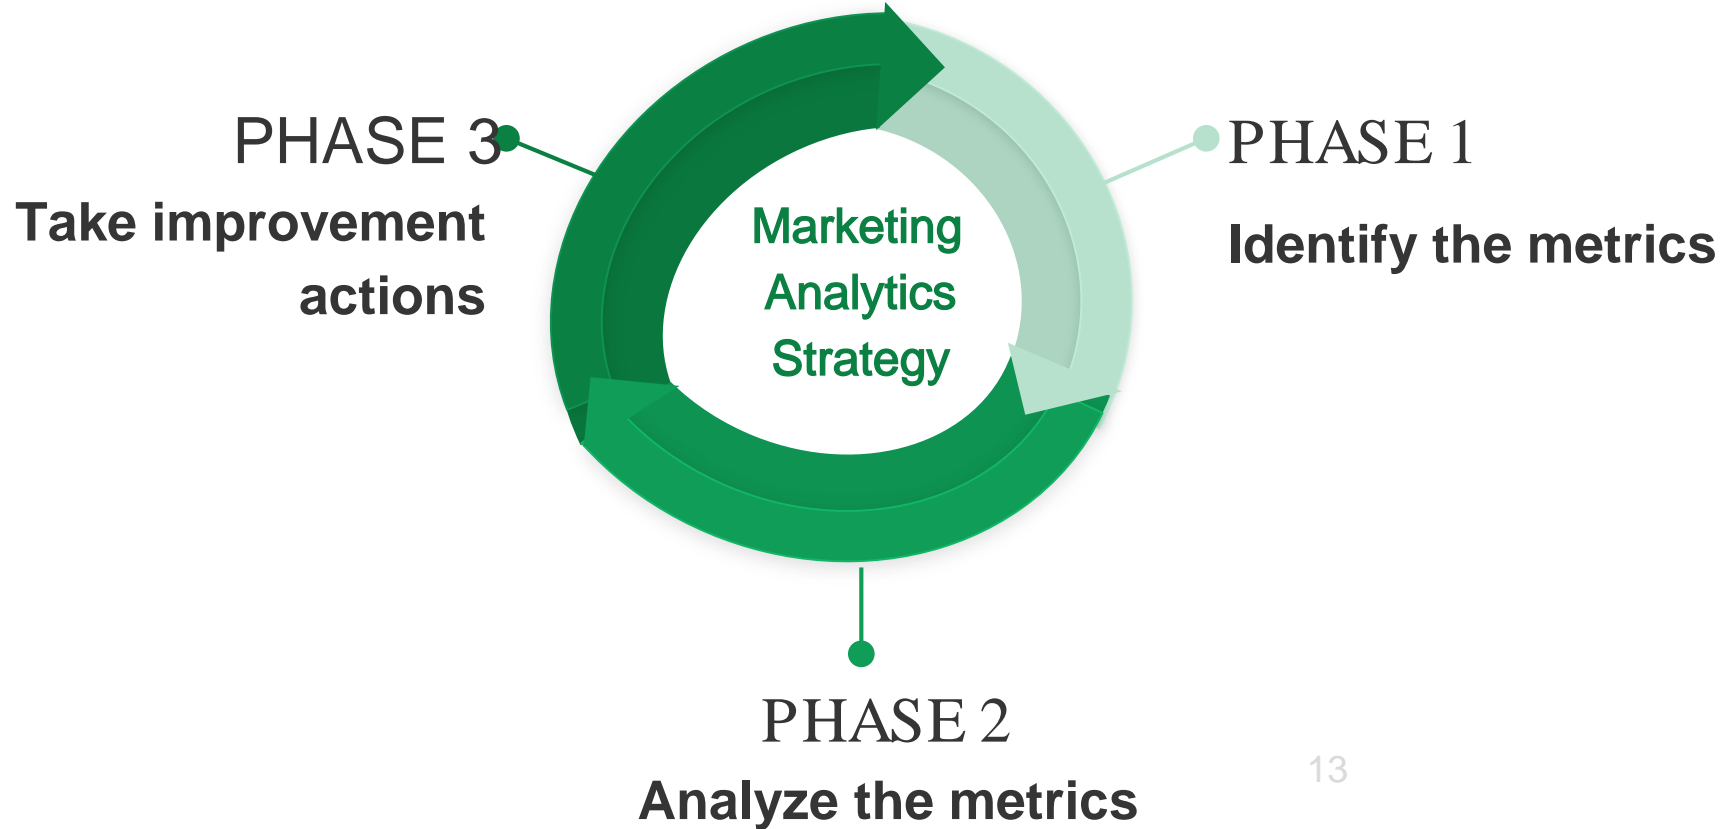 PHASE 3
Take improvement
actions
Marketing
Analytics
Strategy
PHASE 1
Identify the metrics
PHASE 2
Analyze the metrics
13